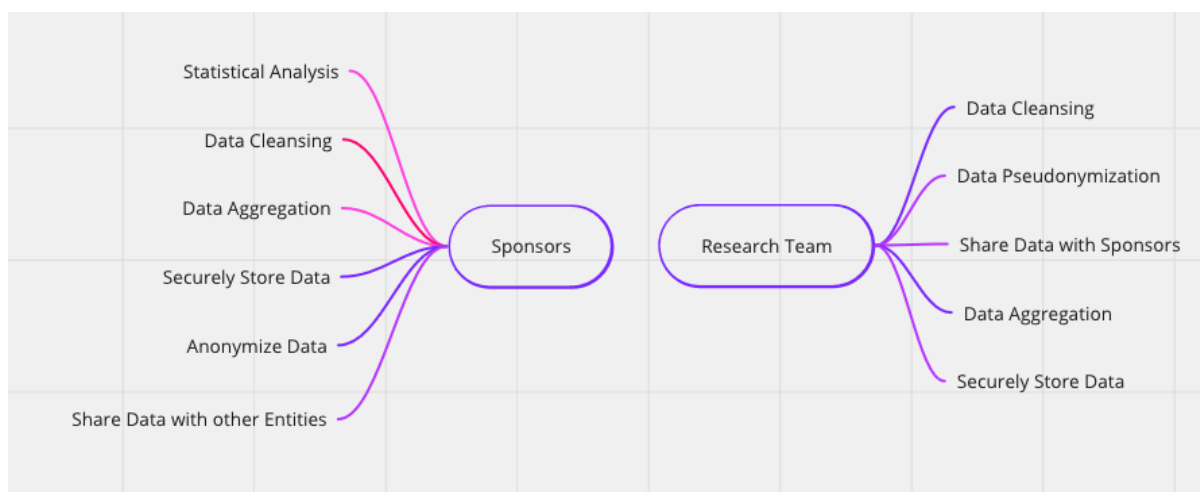 Statistical Analysis
Data Cleansing
Data Aggregation
Securely Store Data
Anonymize Data
Share Data with other Entities
Sponsors
Research Team
Data Cleansing
Data Pseudonymization
Share Data with Sponsors
Data Aggregation
Securely Store Data